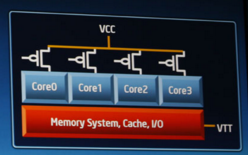 VCC
Core0 Core1 Core2 Core3
Memory System, Cache, I/O
VTT